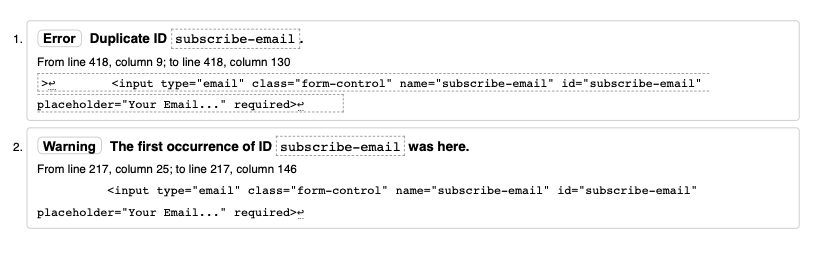 1. Error Duplicate ID subscribe-email.
From line 418, column 9; to line 418, column 130
>↩ <input type="email" class="form-control" name="subscribe-email" id="subscribe-email"
placeholder="Your Email..." required>↩
2. Warning The first occurrence of ID subscribe-email was here.
From line 217, column 25; to line 217, column 146
<input type="email" class="form-control" name="subscribe-email" id="subscribe-email"
placeholder="Your Email..." required>↩